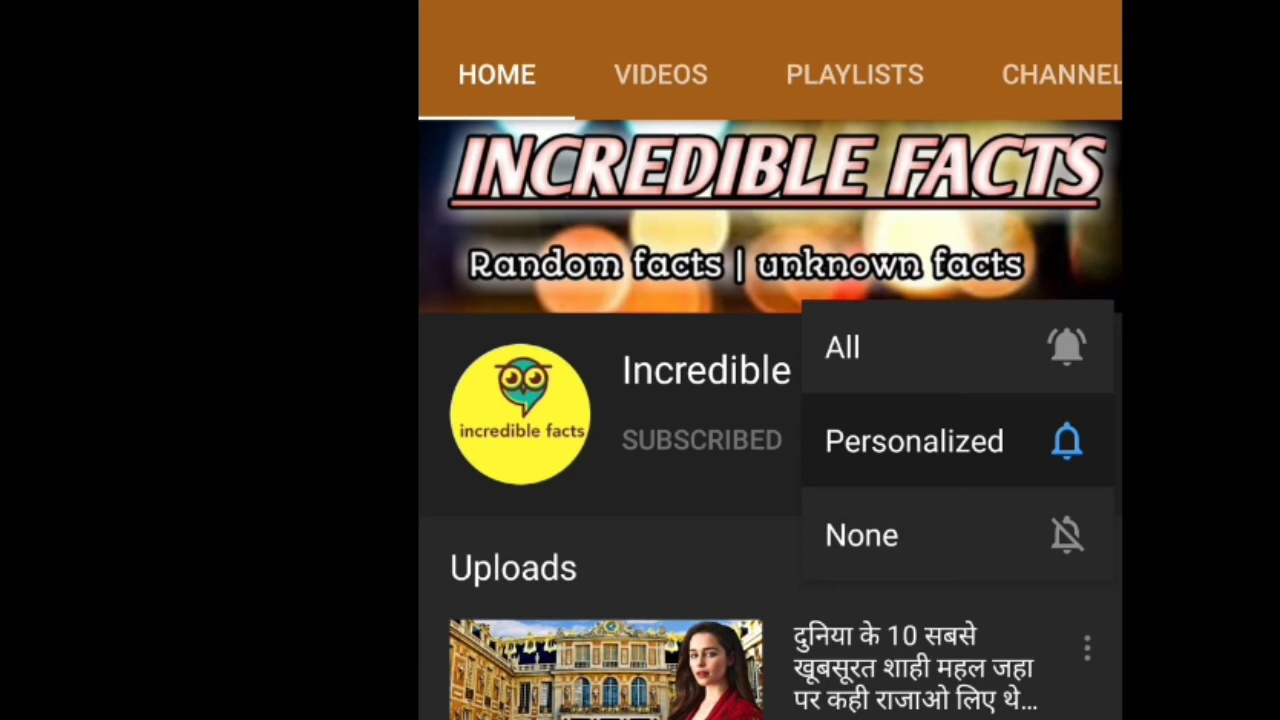 HOME VIDEOS PLAYLISTS CHANNEL
INCREDIBLE FACTS
Random facts | unknown facts
incredible facts
Incredible
SUBSCRIBED
All
Personalized
None
Uploads
दुनिया के 10 सबसे
खूबसूरत शाही महल जहा
पर कही राजाओ लिए थे...